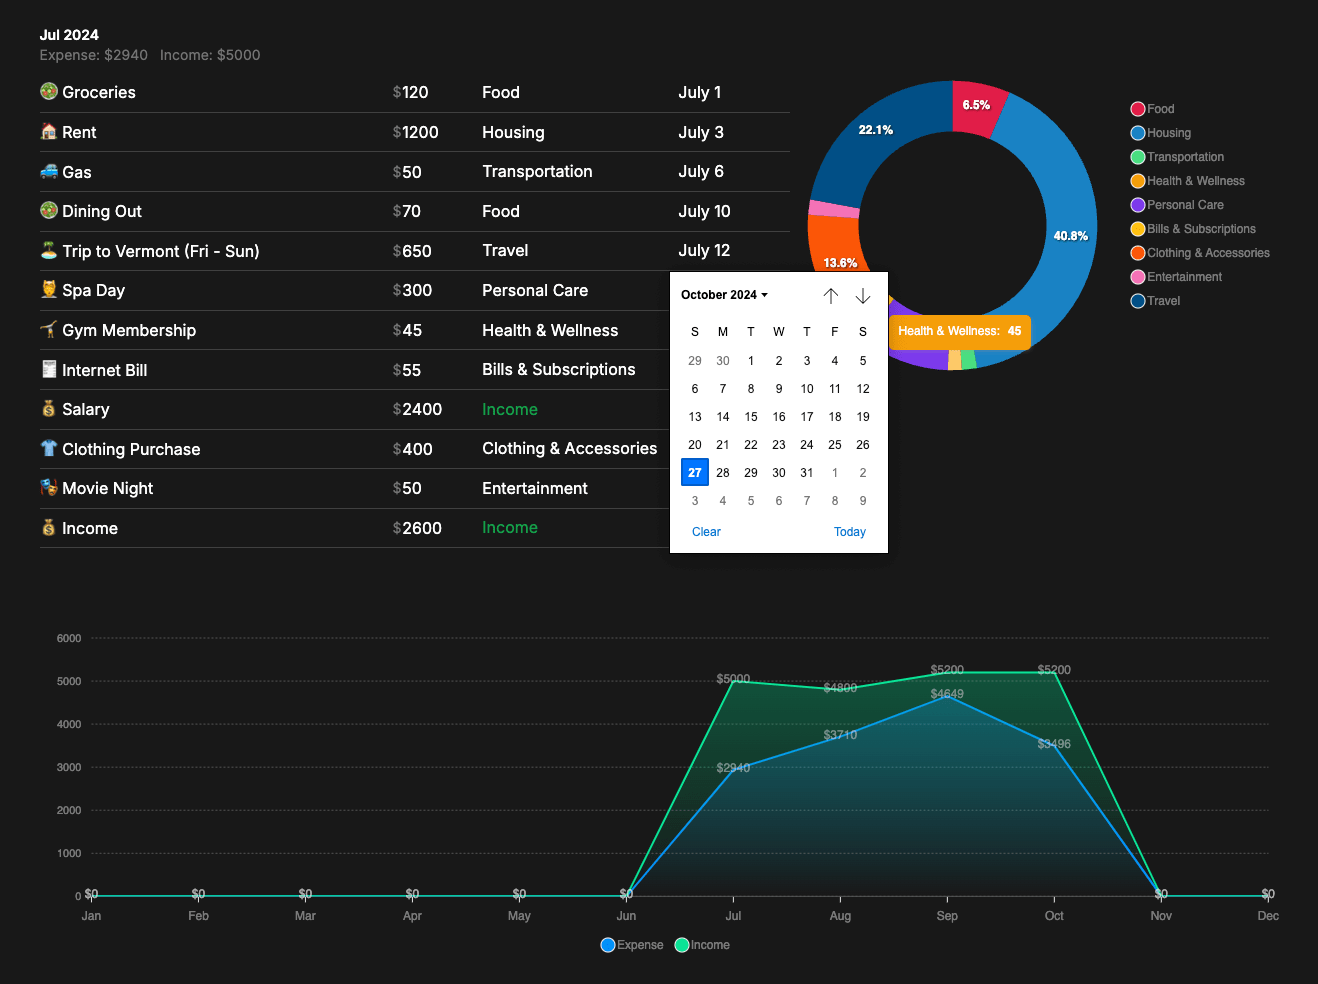 Jul 2024
Expense: $2940 Income: $5000
Groceries $120 Food July 1
Rent $1200 Housing July 3
Gas $50 Transportation July 6
Dining Out $70 Food July 10
Trip to Vermont (Fri - Sun) $650 Travel July 12
Spa Day $300 Personal Care
Gym Membership $45 Health & Wellness
Internet Bill $55 Bills & Subscriptions
Salary $2400 Income
Clothing Purchase $400 Clothing & Accessories
Movie Night $50 Entertainment
Income $2600 Income
6.5%
22.1%
40.8%
13.6%
Health & Wellness: 45
Food
Housing
Transportation
Health & Wellness
Personal Care
Bills & Subscriptions
Clothing & Accessories
Entertainment
Travel
October 2024
S M T W T F S
29 30 1 2 3 4 5
6 7 8 9 10 11 12
13 14 15 16 17 18 19
20 21 22 23 24 25 26
27 28 29 30 31 1 2
3 4 5 6 7 8 9
Clear Today
6000
5000
4000
3000
2000
1000
0
$5000 $4800 $5200 $5200
$2940 $3710 $4649 $3496
$0 $0 $0 $0 $0 $0 $0 $0
Jan Feb Mar Apr May Jun Jul Aug Sep Oct Nov Dec
Expense Income